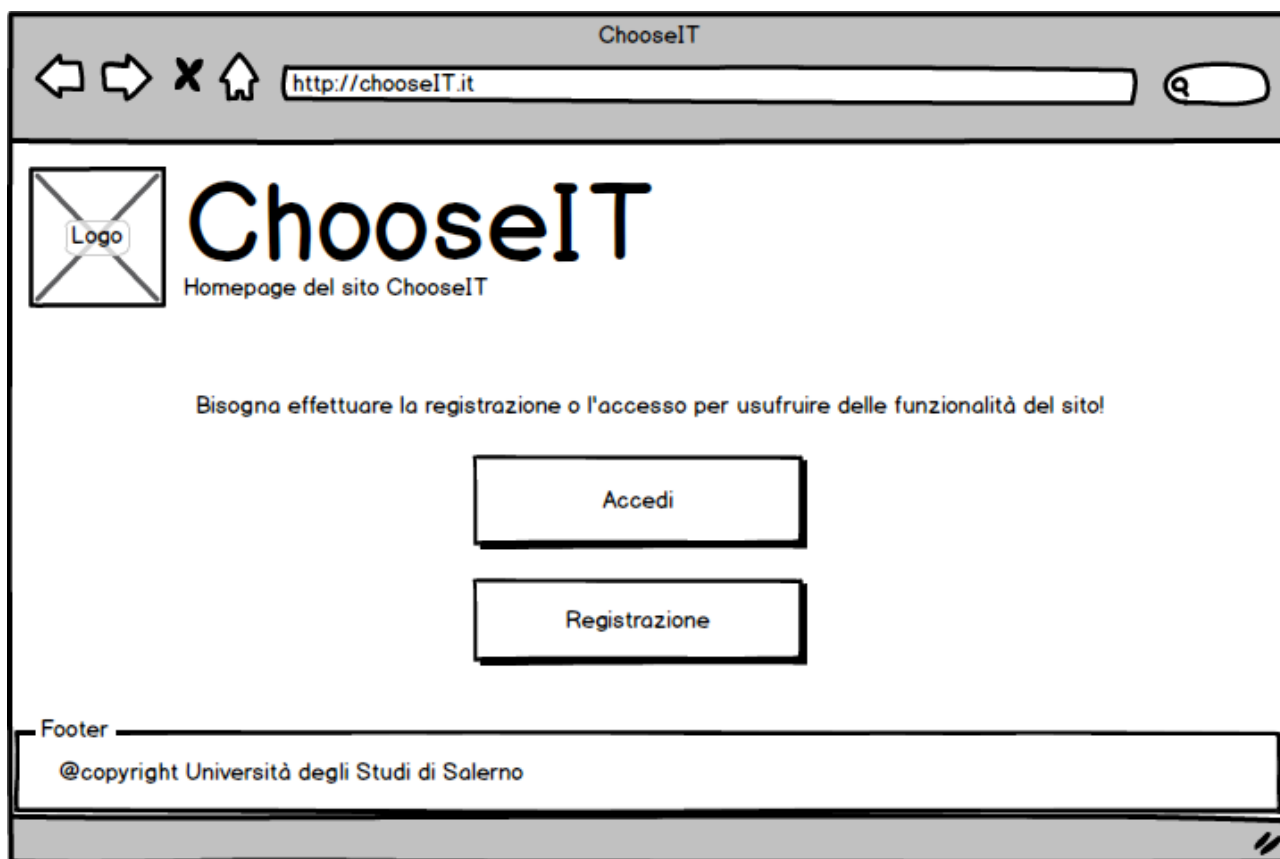 ChooseIT
http://chooseIT.it
Logo
ChooseIT
Homepage del sito ChooseIT
Bisogna effettuare la registrazione o l'accesso per usufruire delle funzionalità del sito!
Accedi
Registrazione
Footer
@copyright Università degli Studi di Salerno